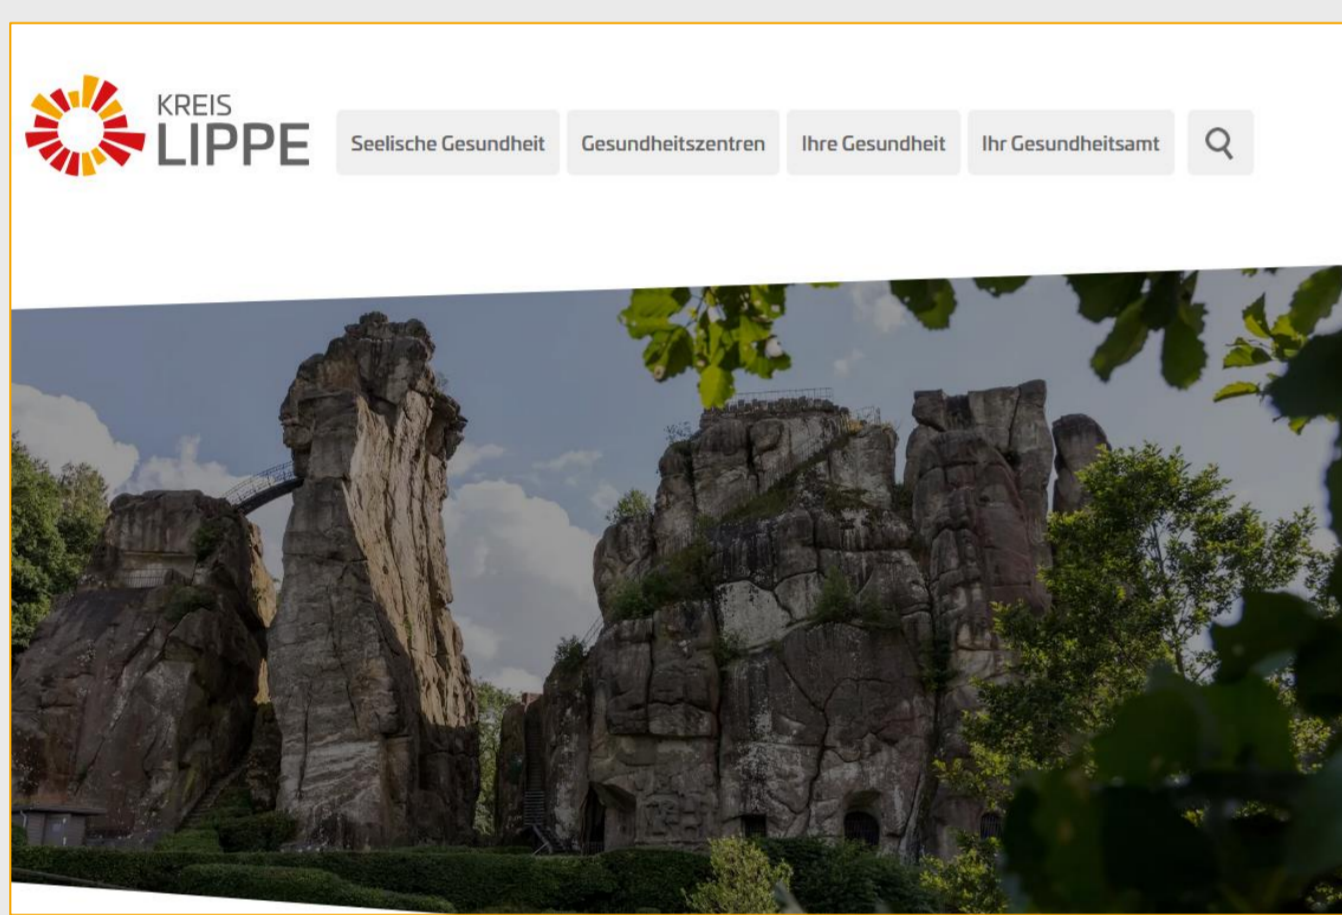 KREIS
LIPPE
Seelische Gesundheit
Gesundheitszentren
Ihre Gesundheit
Ihr Gesundheitsamt